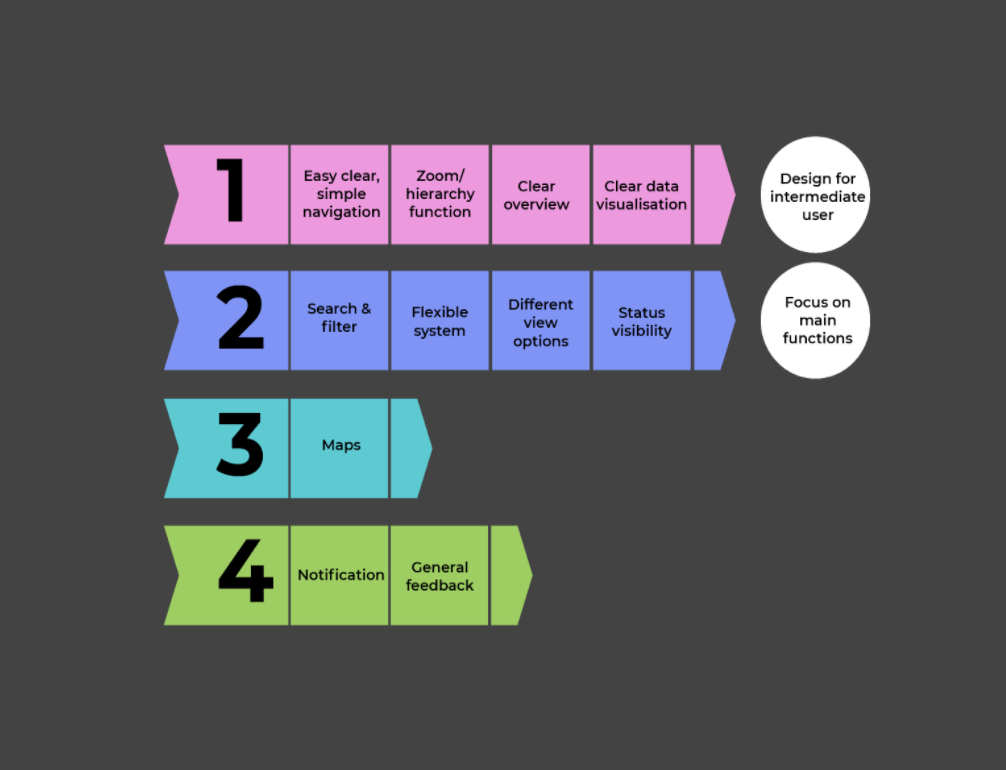 1
Easy clear,
simple
navigation
Zoom/
hierarchy
function
Clear
overview
Clear data
visualisation
Design for
intermediate
user
2
Search &
filter
Flexible
system
Different
view
options
Status
visibility
Focus on
main
functions
3
Maps
4
Notification
General
feedback